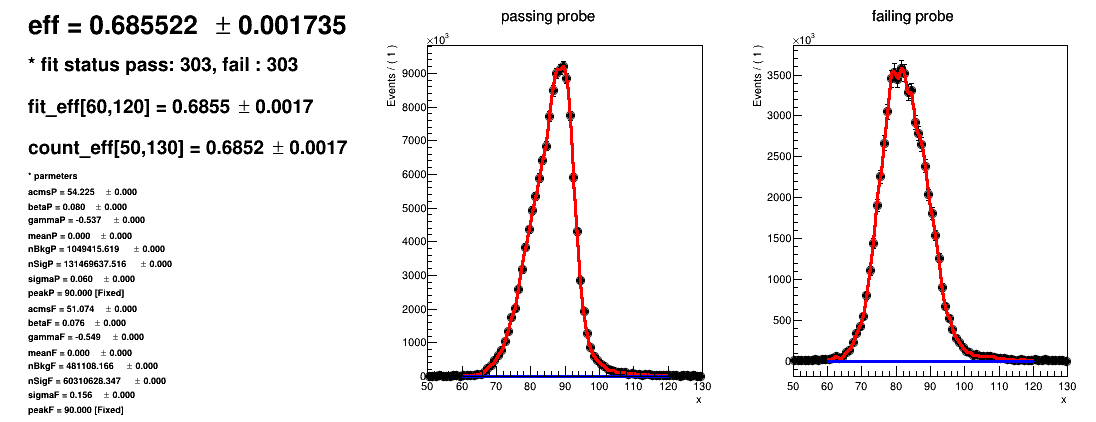 eff = 0.685522 ± 0.001735
* fit status pass: 303, fail : 303
fit_eff[60,120] = 0.6855 ± 0.0017
count_eff[50,130] = 0.6852 ± 0.0017
* parmeters
acmsP = 54.225 ± 0.000
betaP = 0.080 ± 0.000
gammaP = -0.537 ± 0.000
meanP = 0.000 ± 0.000
nBkgP = 1049415.619 ± 0.000
nSigP = 131469637.516 ± 0.000
sigmaP = 0.060 ± 0.000
peakP = 90.000 [Fixed]
acmsF = 51.074 ± 0.000
betaF = 0.076 ± 0.000
gammaF = -0.549 ± 0.000
meanF = 0.000 ± 0.000
nBkgF = 481108.166 ± 0.000
nSigF = 60310628.347 ± 0.000
sigmaF = 0.156 ± 0.000
peakF = 90.000 [Fixed]
passing probe
×10³
Events / ( 1 )
9000
8000
7000
6000
5000
4000
3000
2000
1000
0
50 60 70 80 90 100 110 120 130
x
failing probe
×10³
Events / ( 1 )
3500
3000
2500
2000
1500
1000
500
0
50 60 70 80 90 100 110 120 130
x